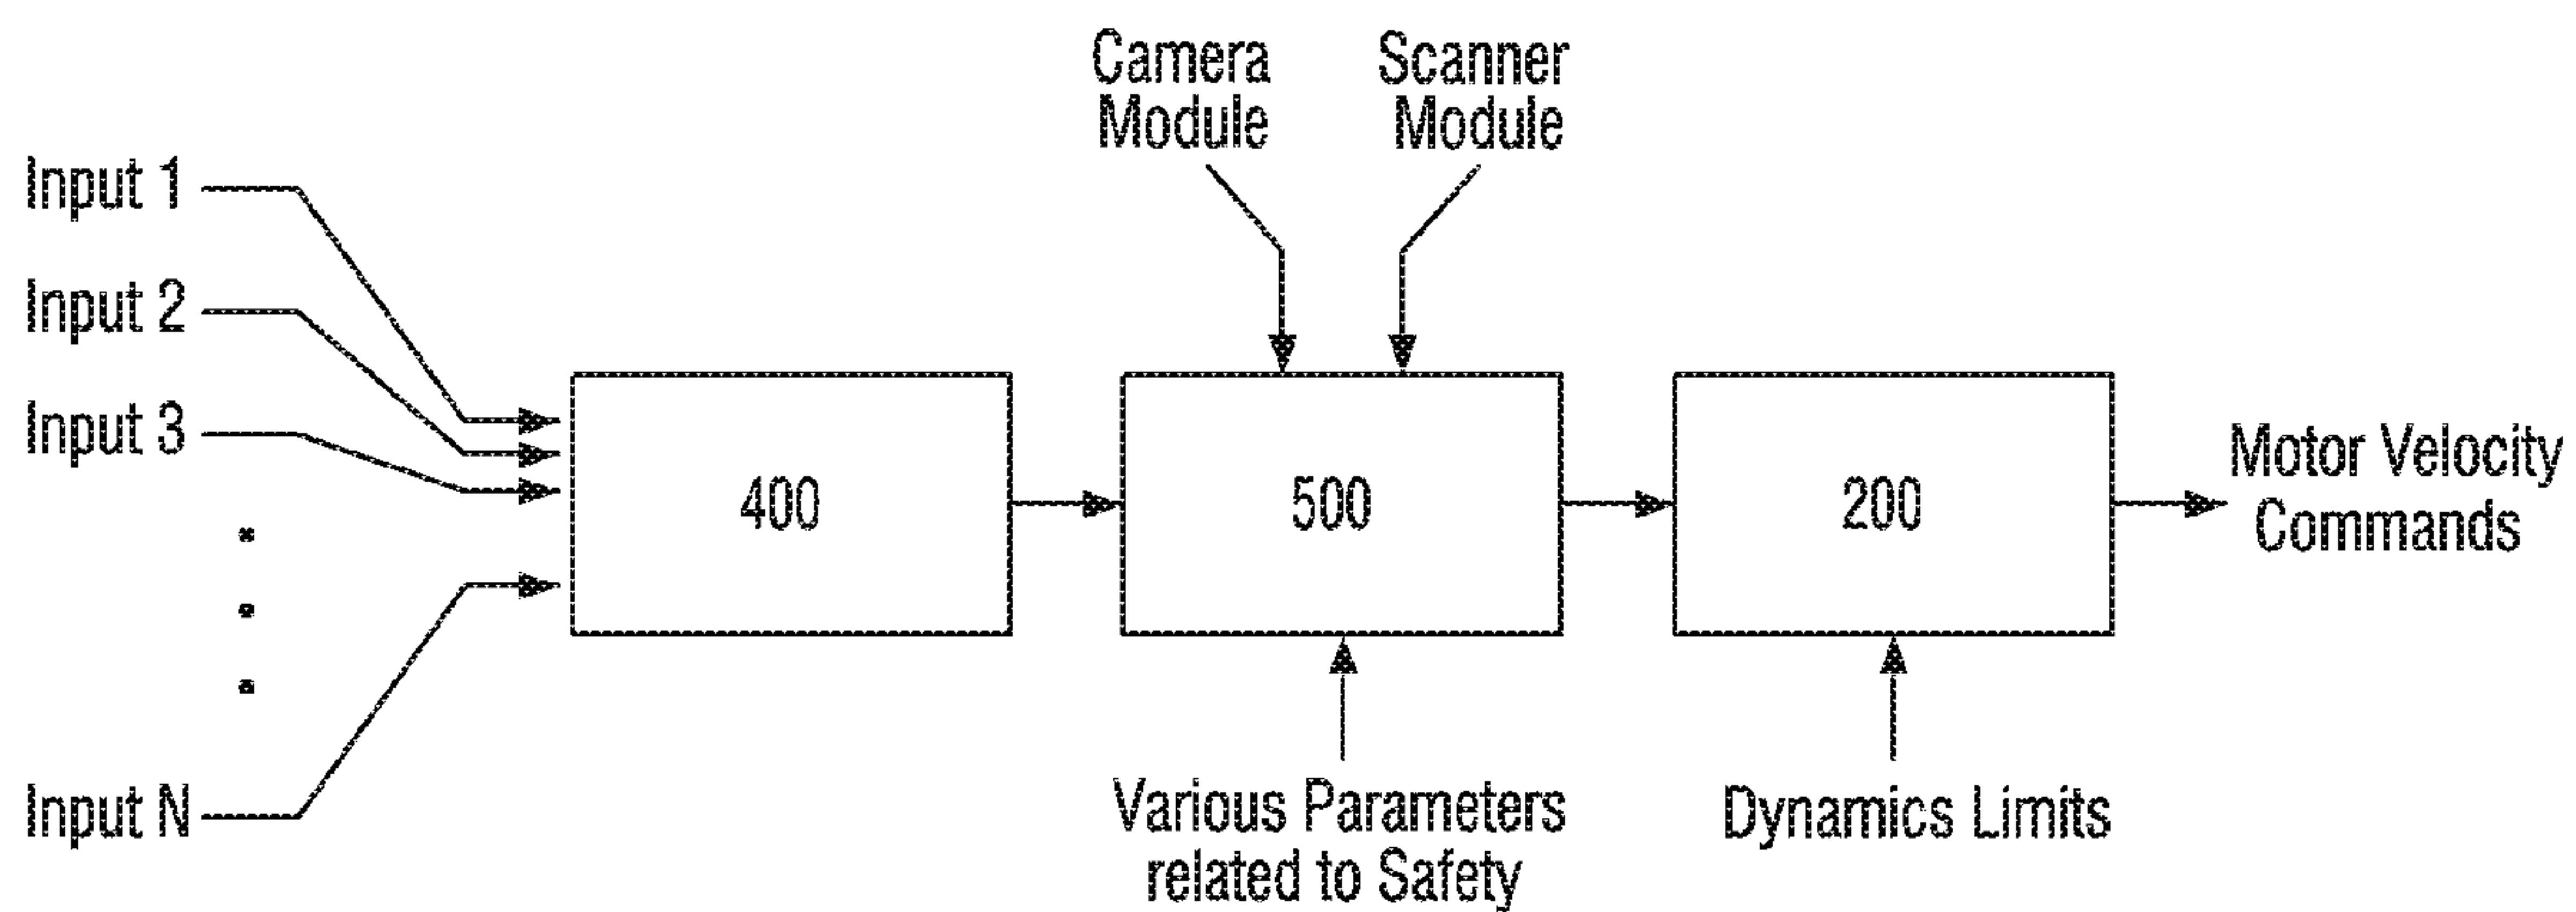 Camera
Module
Scanner
Module
Input 1
Input 2
Input 3
Input N
400
500
200
Motor Velocity
Commands
Various Parameters
related to Safety
Dynamics Limits